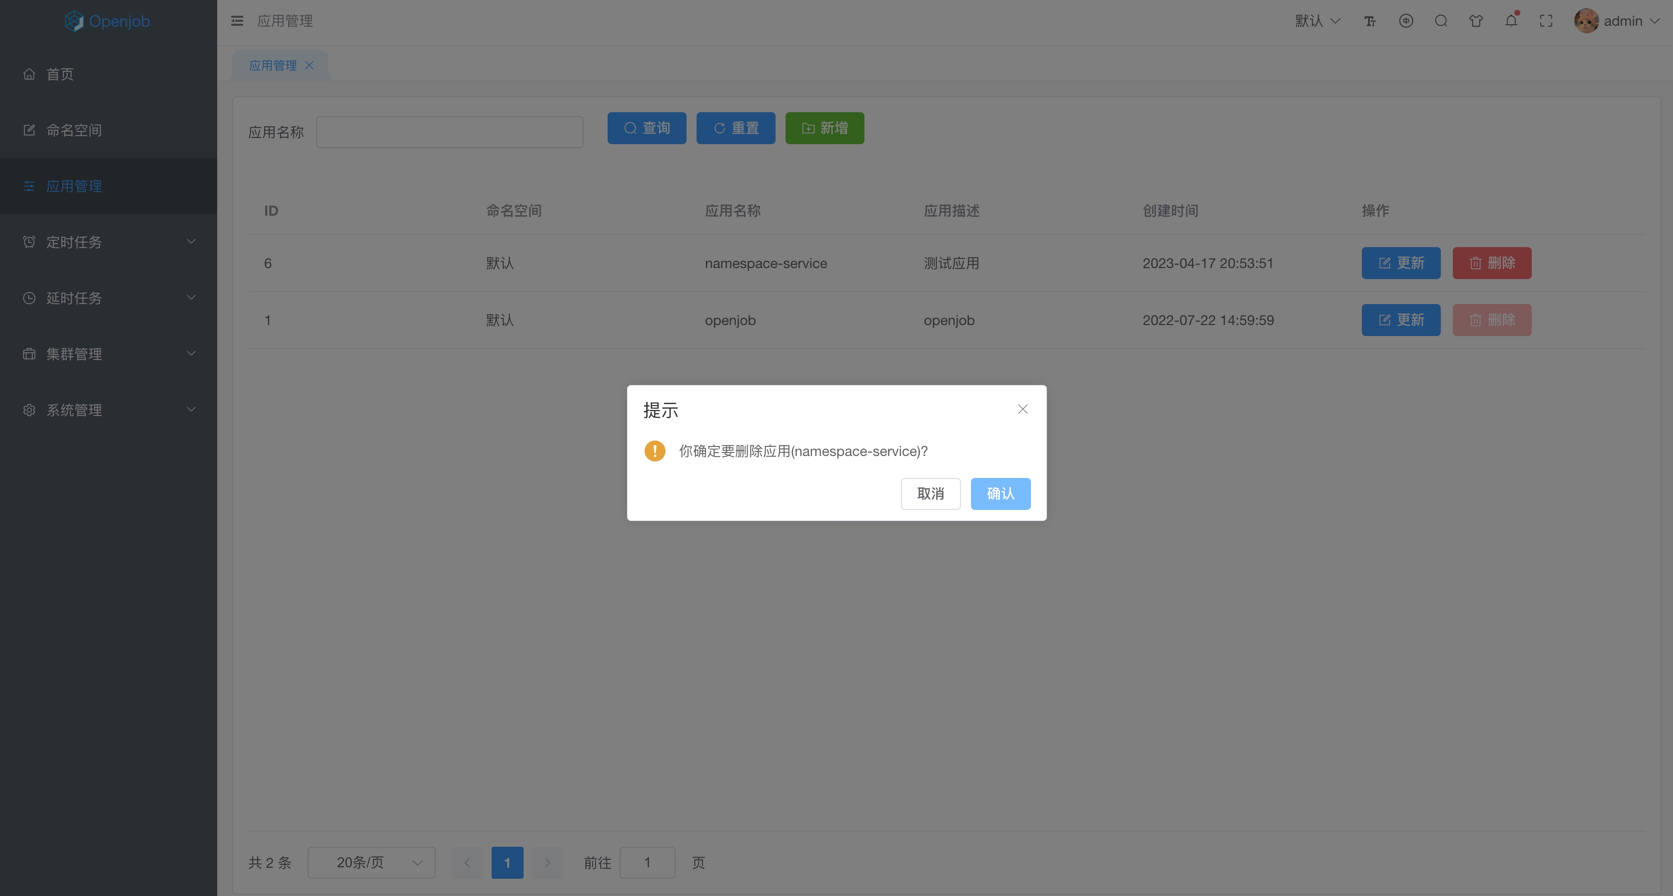 Openjob
首页
命名空间
应用管理
定时任务
延时任务
集群管理
系统管理
应用管理
默认
admin
应用管理
应用名称
查询
重置
新增
ID 命名空间 应用名称 应用描述 创建时间 操作
6 默认 namespace-service 测试应用 2023-04-17 20:53:51 更新 删除
1 默认 openjob openjob 2022-07-22 14:59:59 更新 删除
提示
你确定要删除应用(namespace-service)?
取消 确认
共 2 条 20条/页 1 前往 1 页